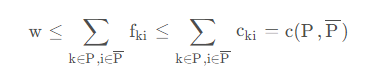 w ≤ ∑ f_{ki} ≤ ∑ c_{ki} = c(P, P̅)
k∈P,i∈P̅ k∈P,i∈P̅